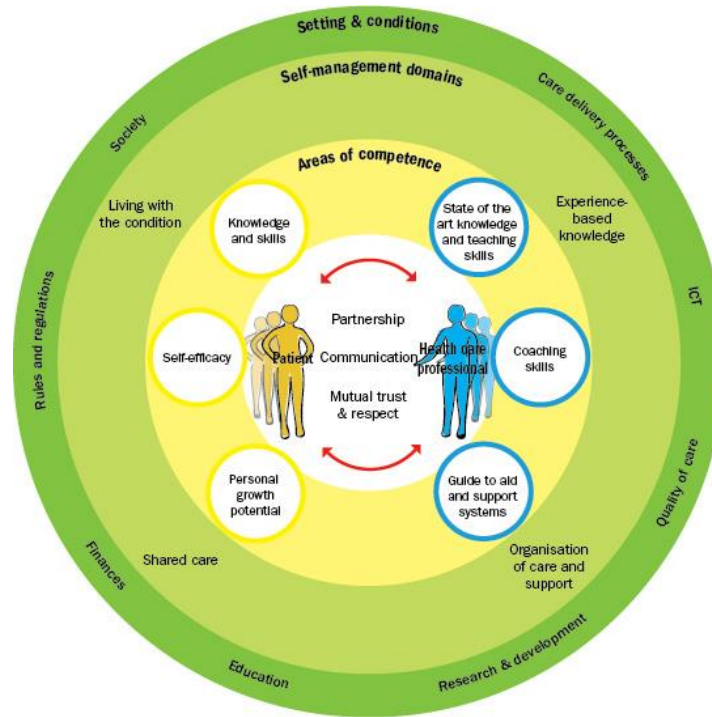 Setting & conditions
Self-management domains
Areas of competence
Society
Care delivery processes
Living with
the condition
Experience-
based
knowledge
Knowledge
and skills
State of the
art knowledge
and teaching
skills
Rules and regulations
ICT
Partnership
Self-efficacy
Patient
Communication
Health care
professional
Coaching
skills
Mutual trust
& respect
Personal
growth
potential
Guide to aid
and support
systems
Quality of care
Finances
Shared care
Organisation
of care and
support
Education
Research & development